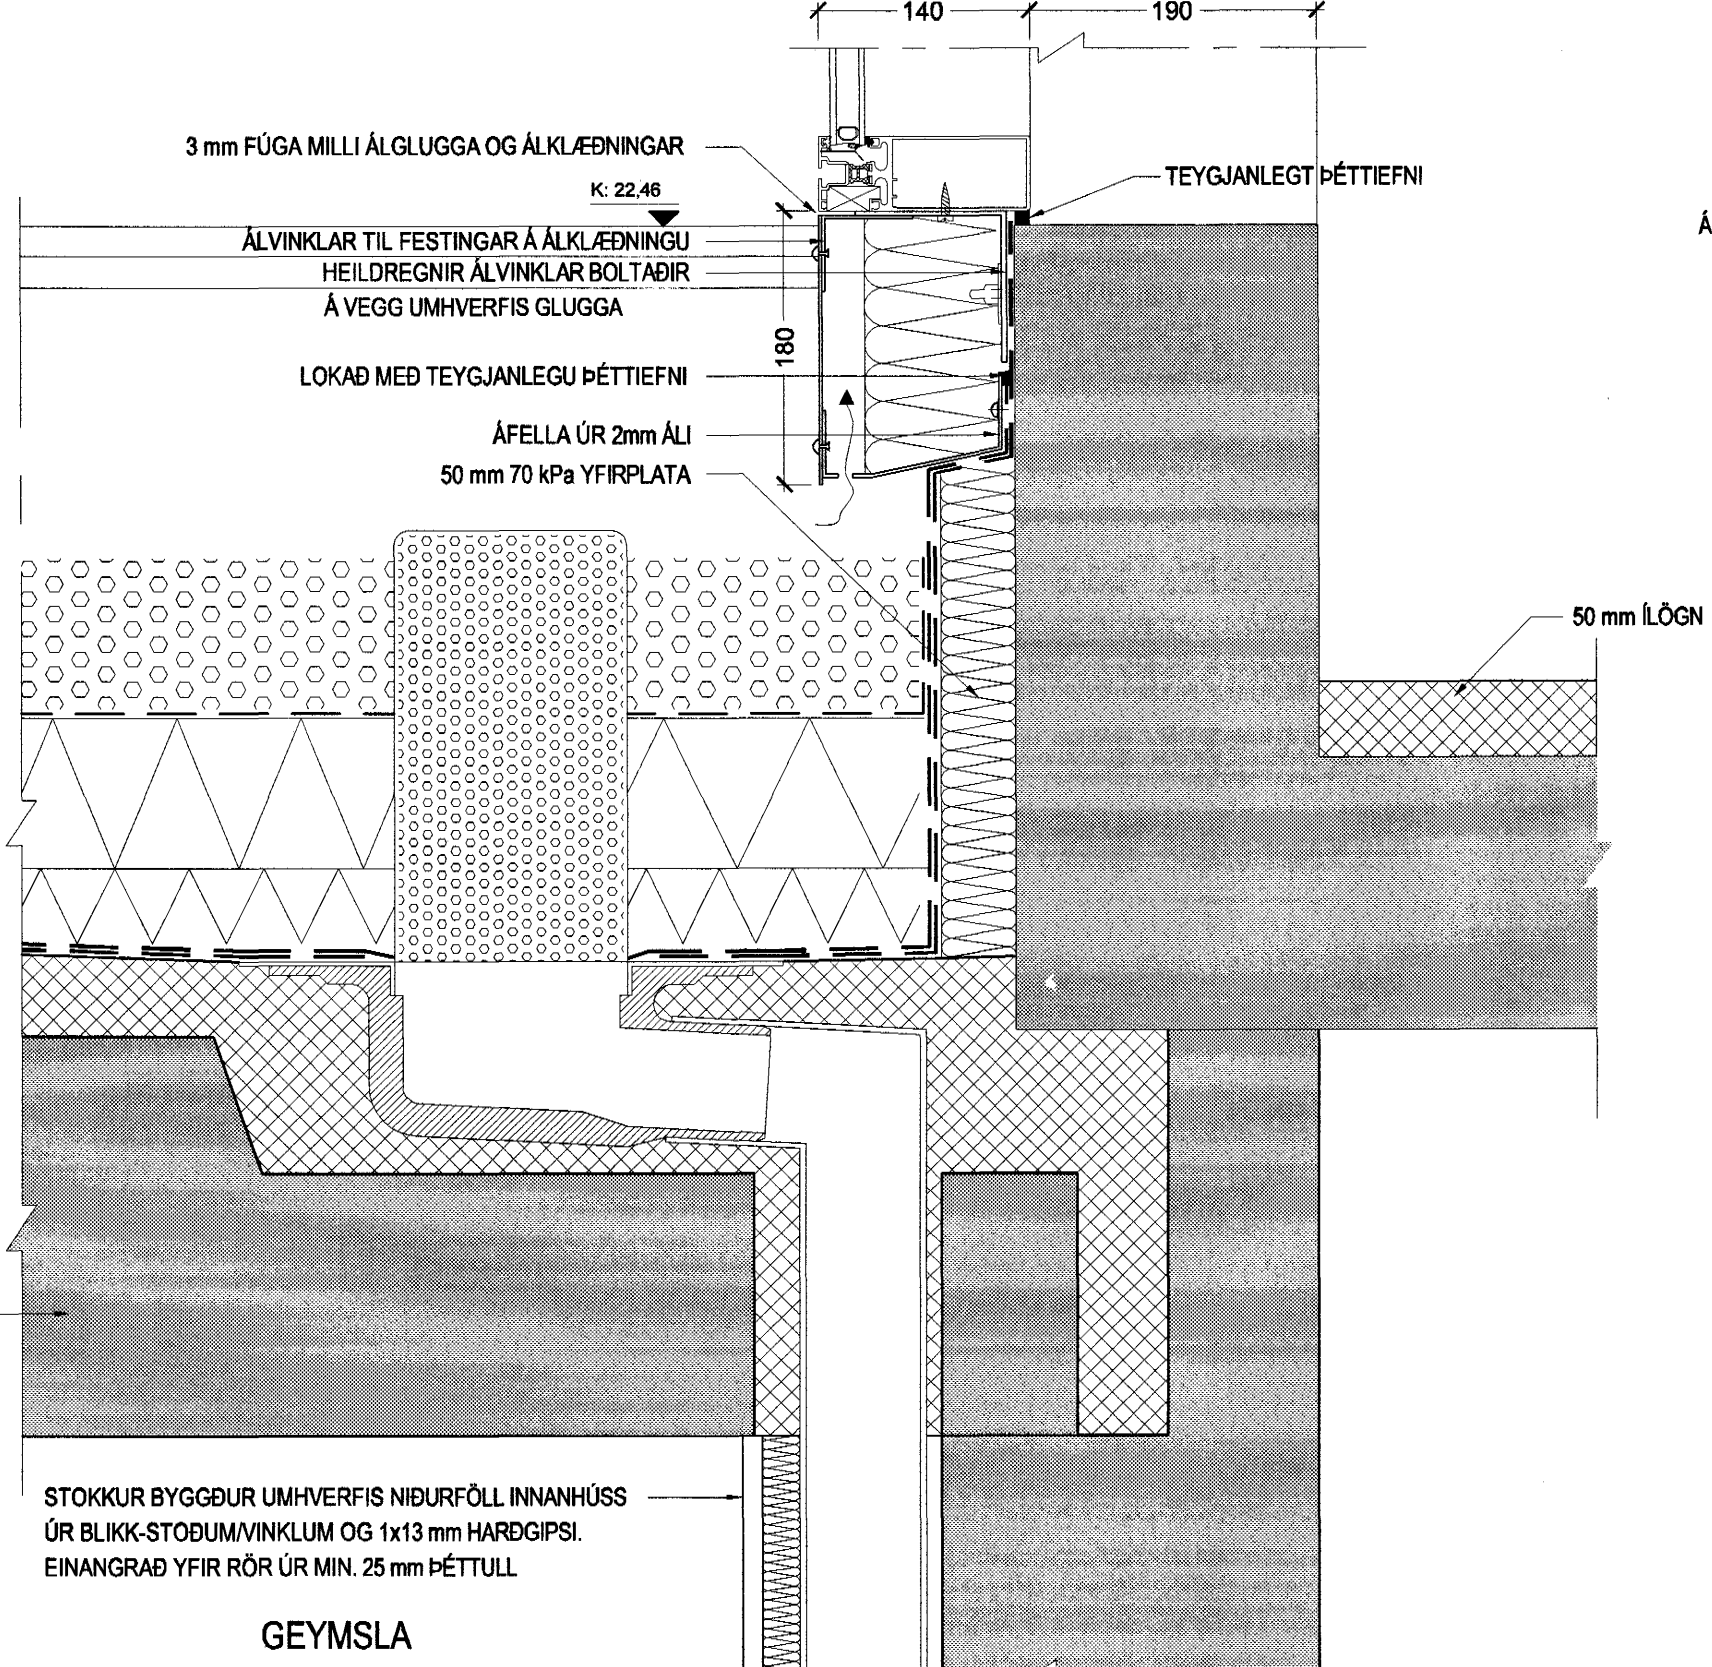 140
190
3 mm FÚGA MILLI ÁLGLUGGA OG ÁLKLÆÐNINGAR
TEYGJANLEGT ÞÉTTIEFNI
K: 22,46
Á
ÁLVINKLAR TIL FESTINGAR Á ÁLKLÆÐNINGU
HEILDREGNIR ÁLVINKLAR BOLTAÐIR
Á VEGG UMHVERFIS GLUGGA
180
LOKAÐ MEÐ TEYGJANLEGU ÞÉTTIEFNI
ÁFELLA ÚR 2mm ÁLI
50 mm 70 kPa YFIRPLATA
50 mm ÍLÖGN
STOKKUR BYGGÐUR UMHVERFIS NIÐURFÖLL INNANHÚSS
ÚR BLIKK-STOÐUM/VINKLUM OG 1x13 mm HARÐGIPSI.
EINANGRAÐ YFIR RÖR ÚR MIN. 25 mm ÞÉTTULL
GEYMSLA